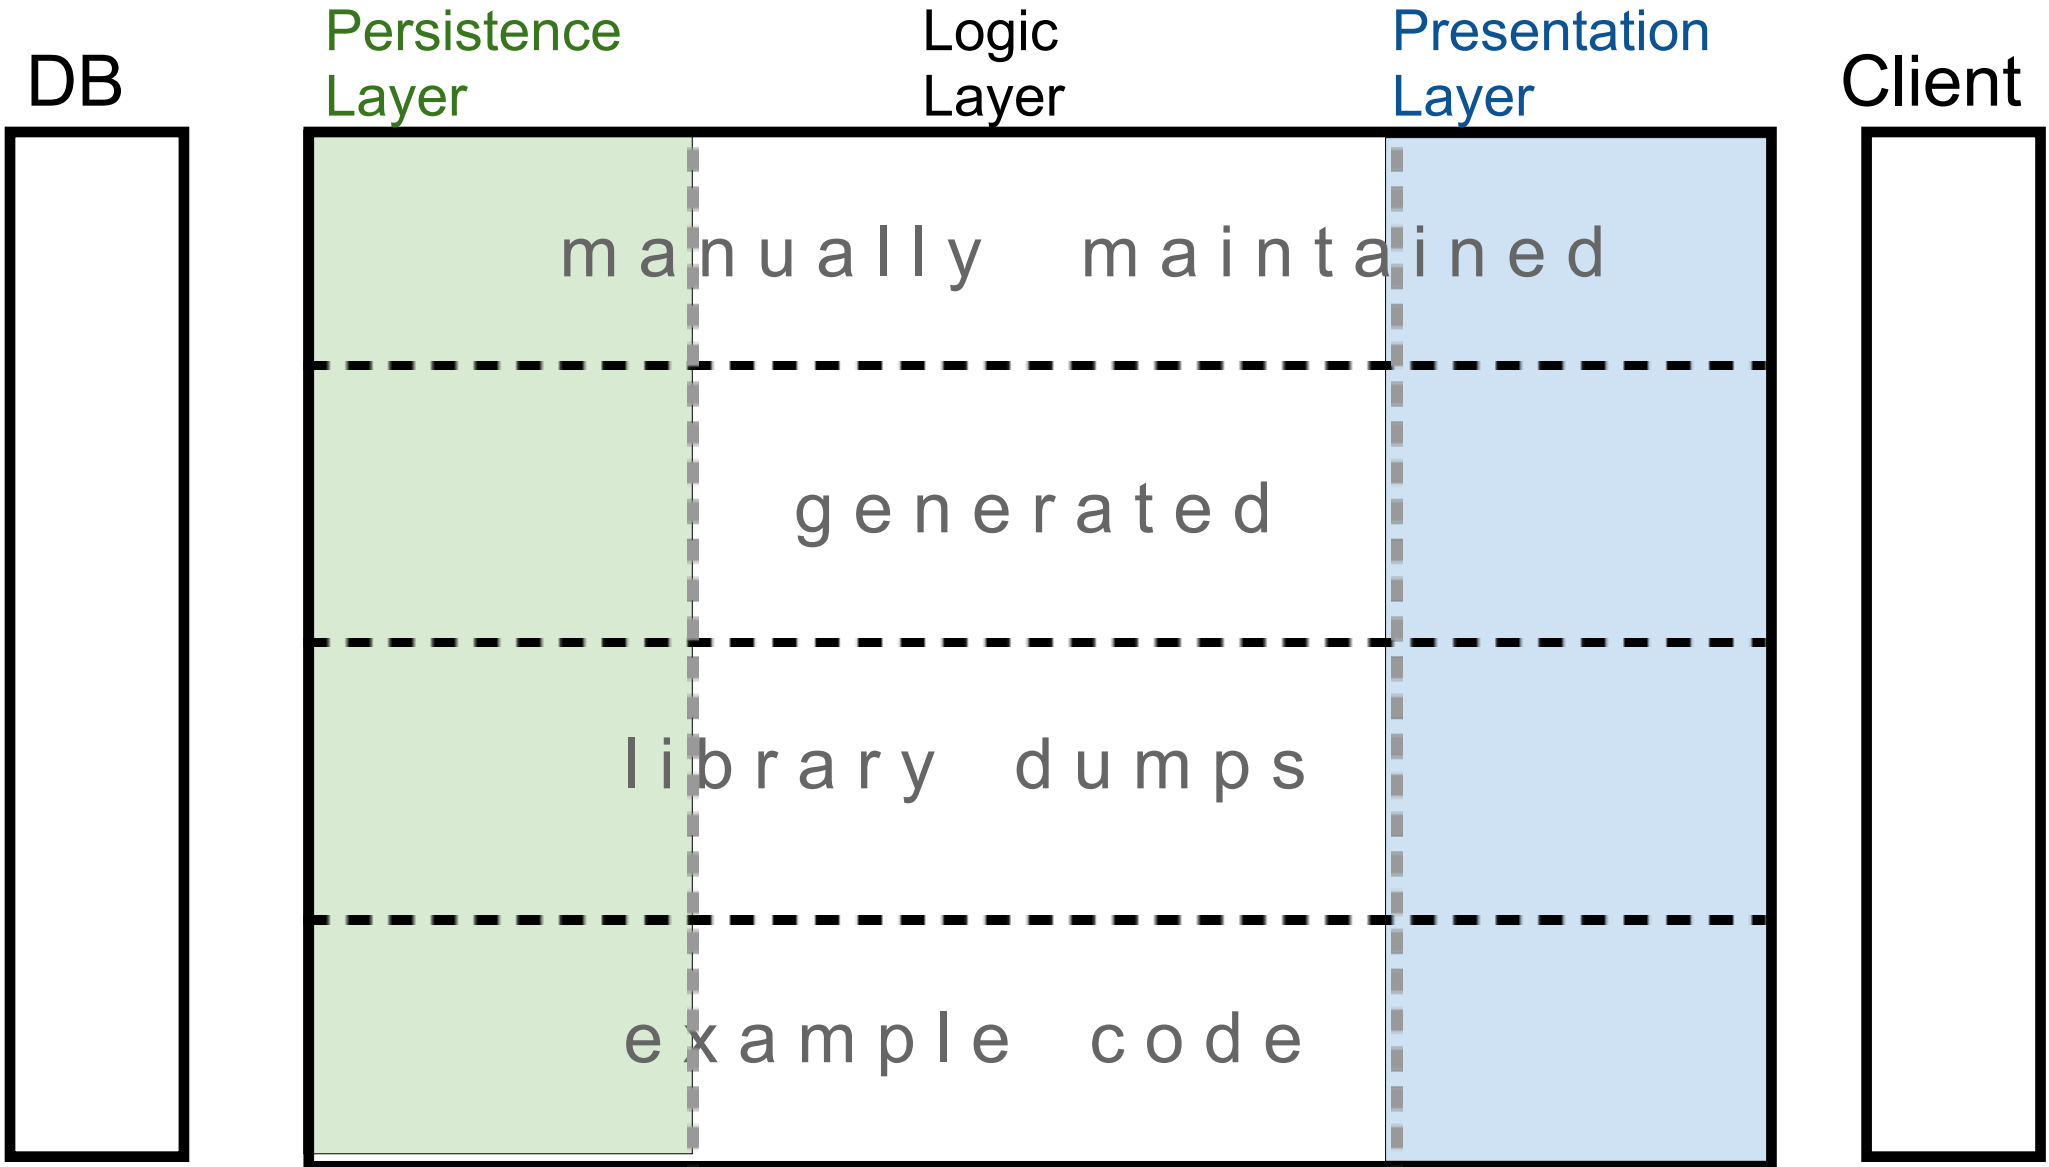 DB
Persistence
Layer
Logic
Layer
Presentation
Layer
Client
manually maintained
generated
library dumps
example code